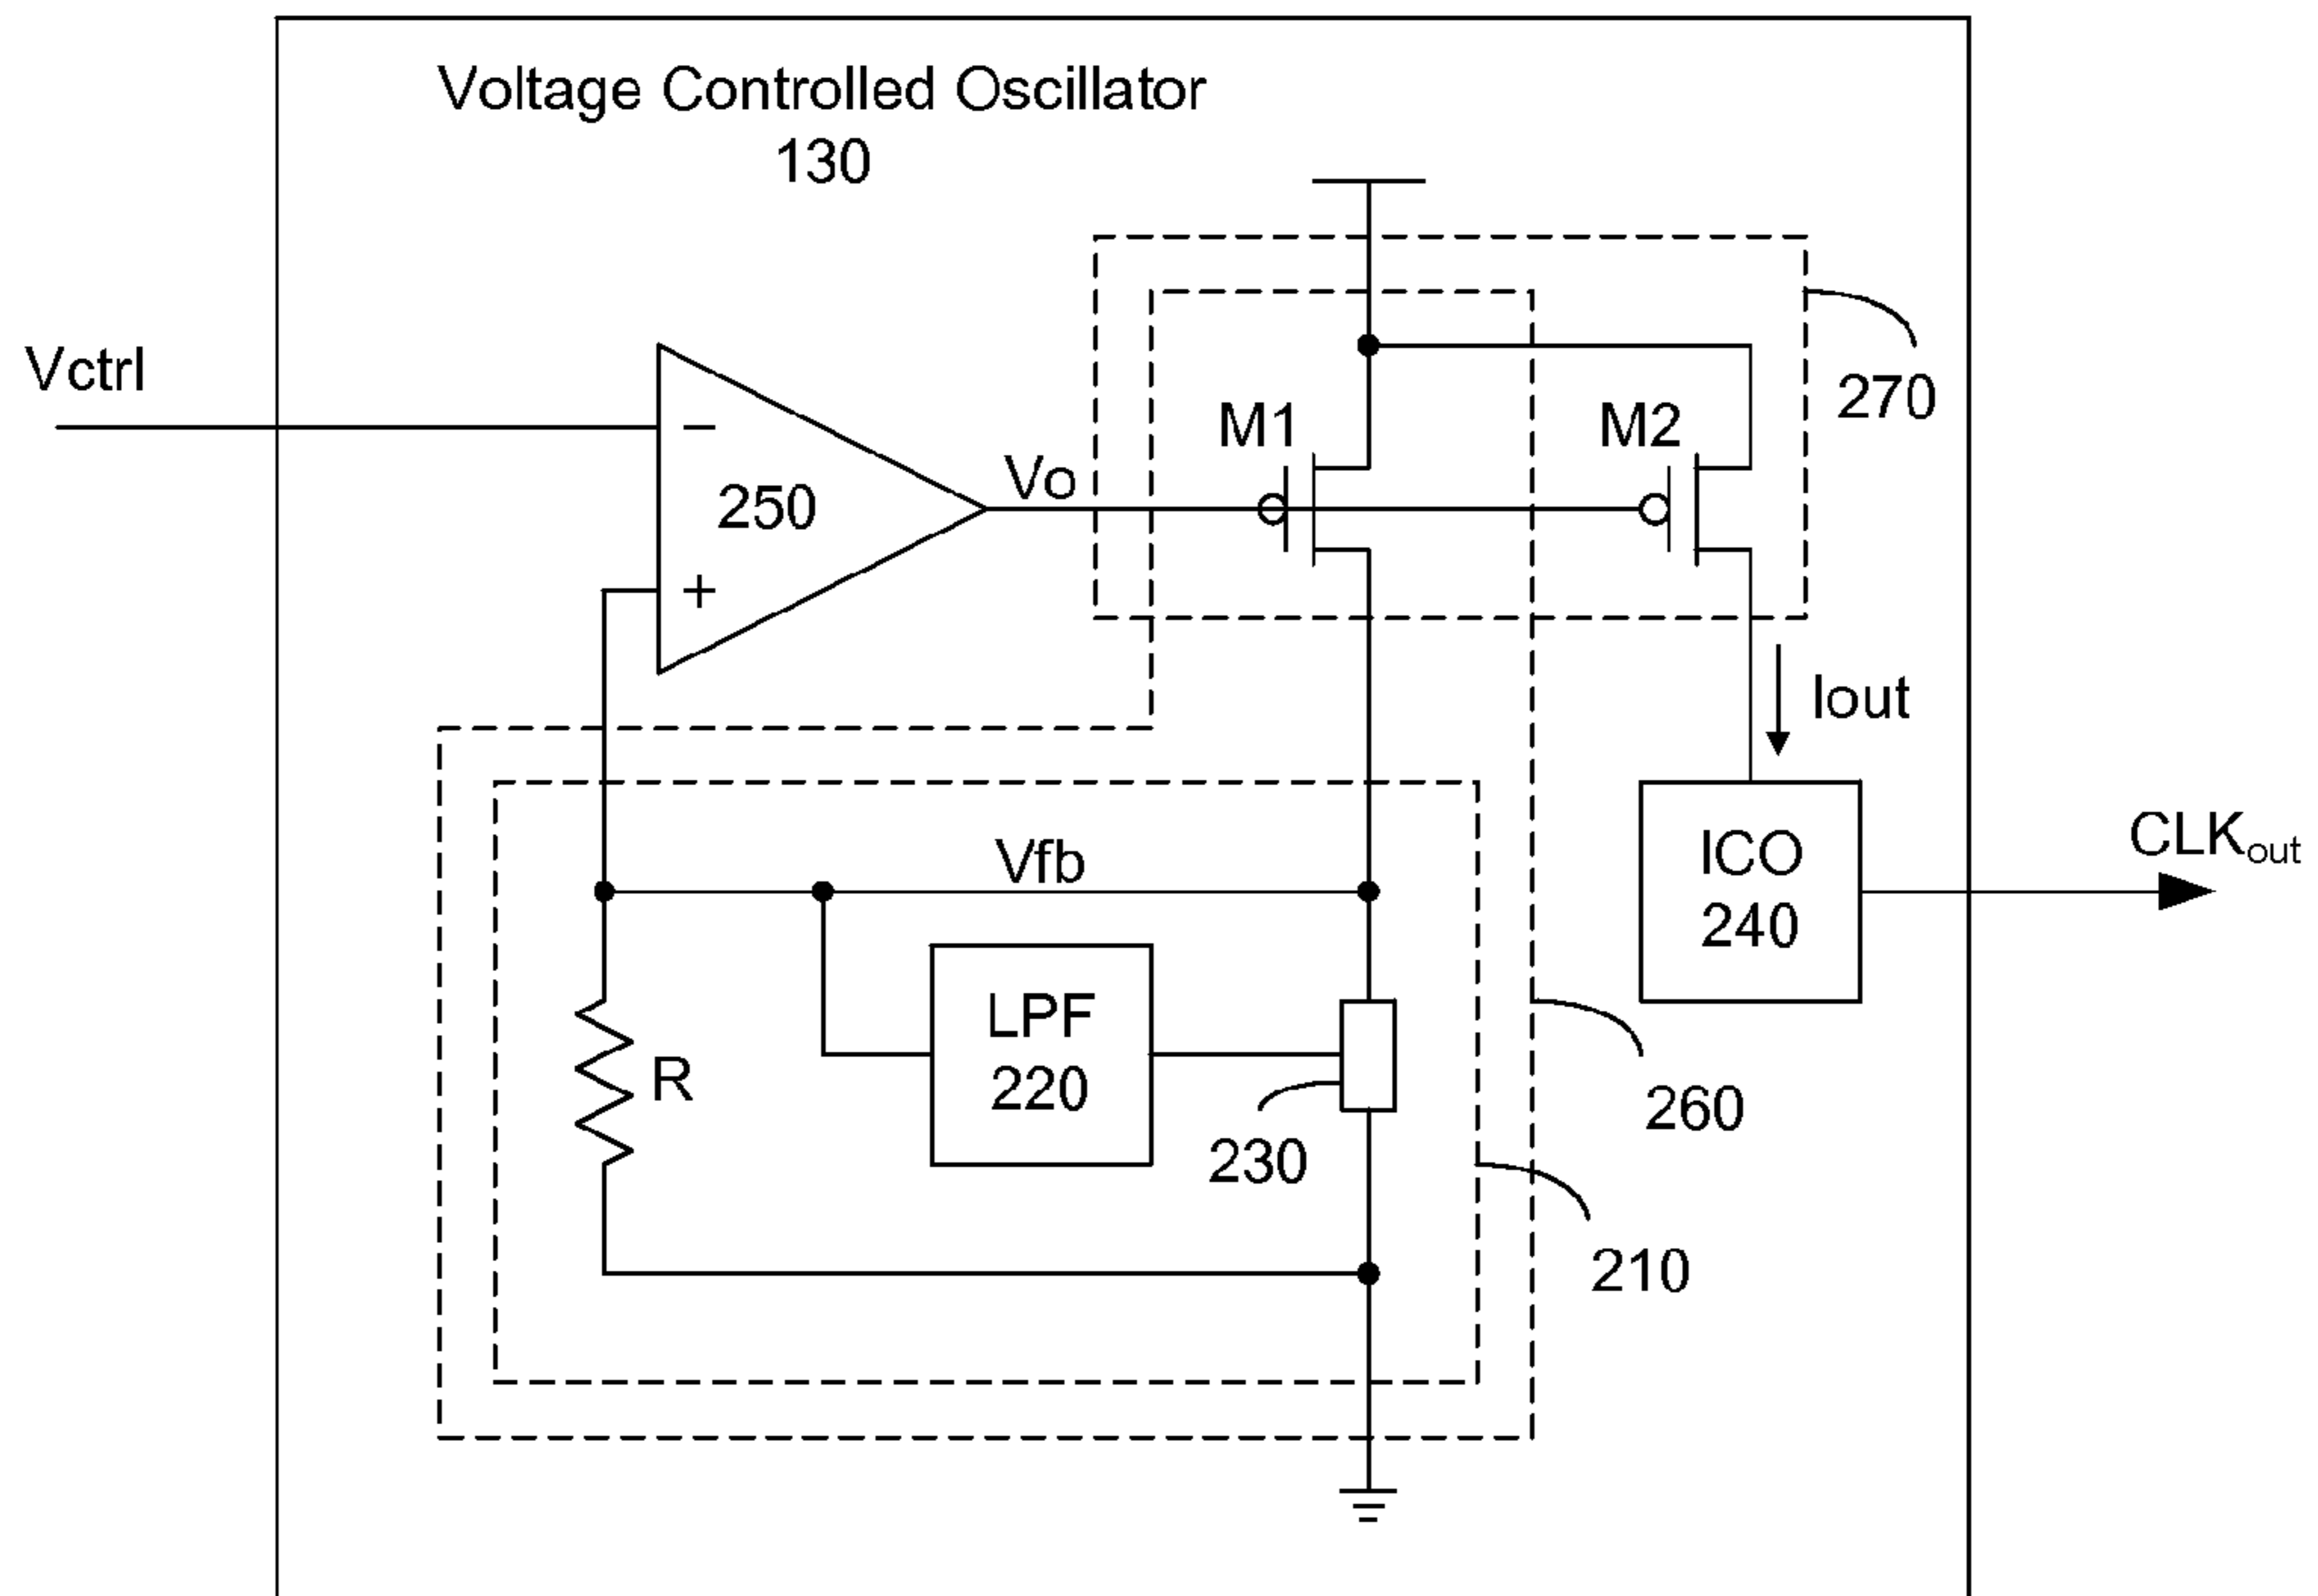 Voltage Controlled Oscillator
130
Vctrl
−
250
+
Vo
M1
M2
270
Iout
Vfb
ICO
240
CLKout
R
LPF
220
230
260
210